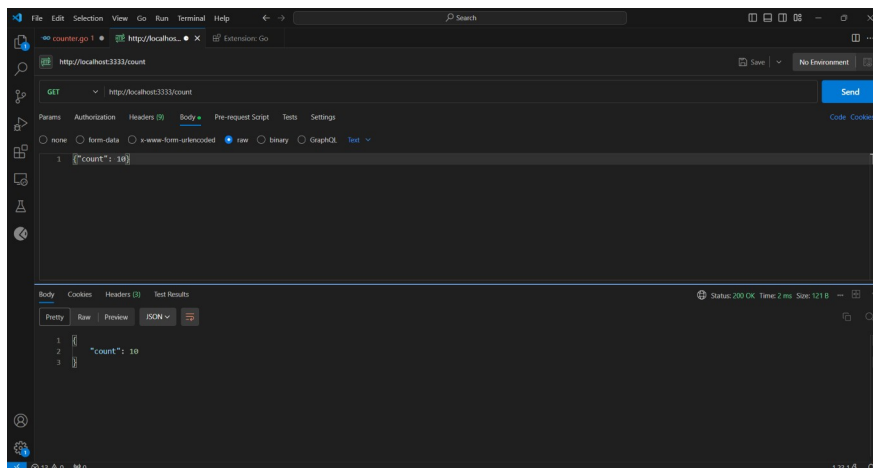 File Edit Selection View Go Run Terminal Help
Search
counter.go 1
http://localhos...
Extension: Go
http://localhost:3333/count
Save
No Environment
GET
http://localhost:3333/count
Send
Params Authorization Headers (9) Body Pre-request Script Tests Settings
Code Cookies
none form-data x-www-form-urlencoded raw binary GraphQL Text
1 {"count": 10}
Body Cookies Headers (3) Test Results
Status: 200 OK Time: 2 ms Size: 121 B
Pretty Raw Preview JSON
1 {
2 "count": 10
3 }